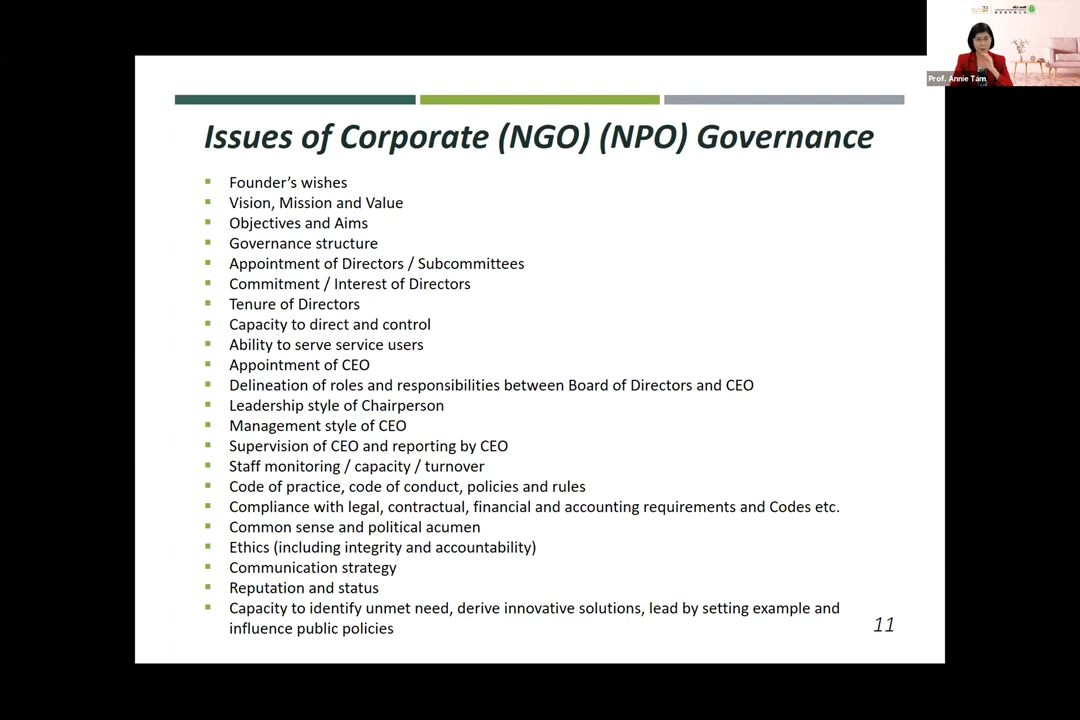 Prof. Annie Tam
Issues of Corporate (NGO) (NPO) Governance
Founder’s wishes
Vision, Mission and Value
Objectives and Aims
Governance structure
Appointment of Directors / Subcommittees
Commitment / Interest of Directors
Tenure of Directors
Capacity to direct and control
Ability to serve service users
Appointment of CEO
Delineation of roles and responsibilities between Board of Directors and CEO
Leadership style of Chairperson
Management style of CEO
Supervision of CEO and reporting by CEO
Staff monitoring / capacity / turnover
Code of practice, code of conduct, policies and rules
Compliance with legal, contractual, financial and accounting requirements and Codes etc.
Common sense and political acumen
Ethics (including integrity and accountability)
Communication strategy
Reputation and status
Capacity to identify unmet need, derive innovative solutions, lead by setting example and
influence public policies
11